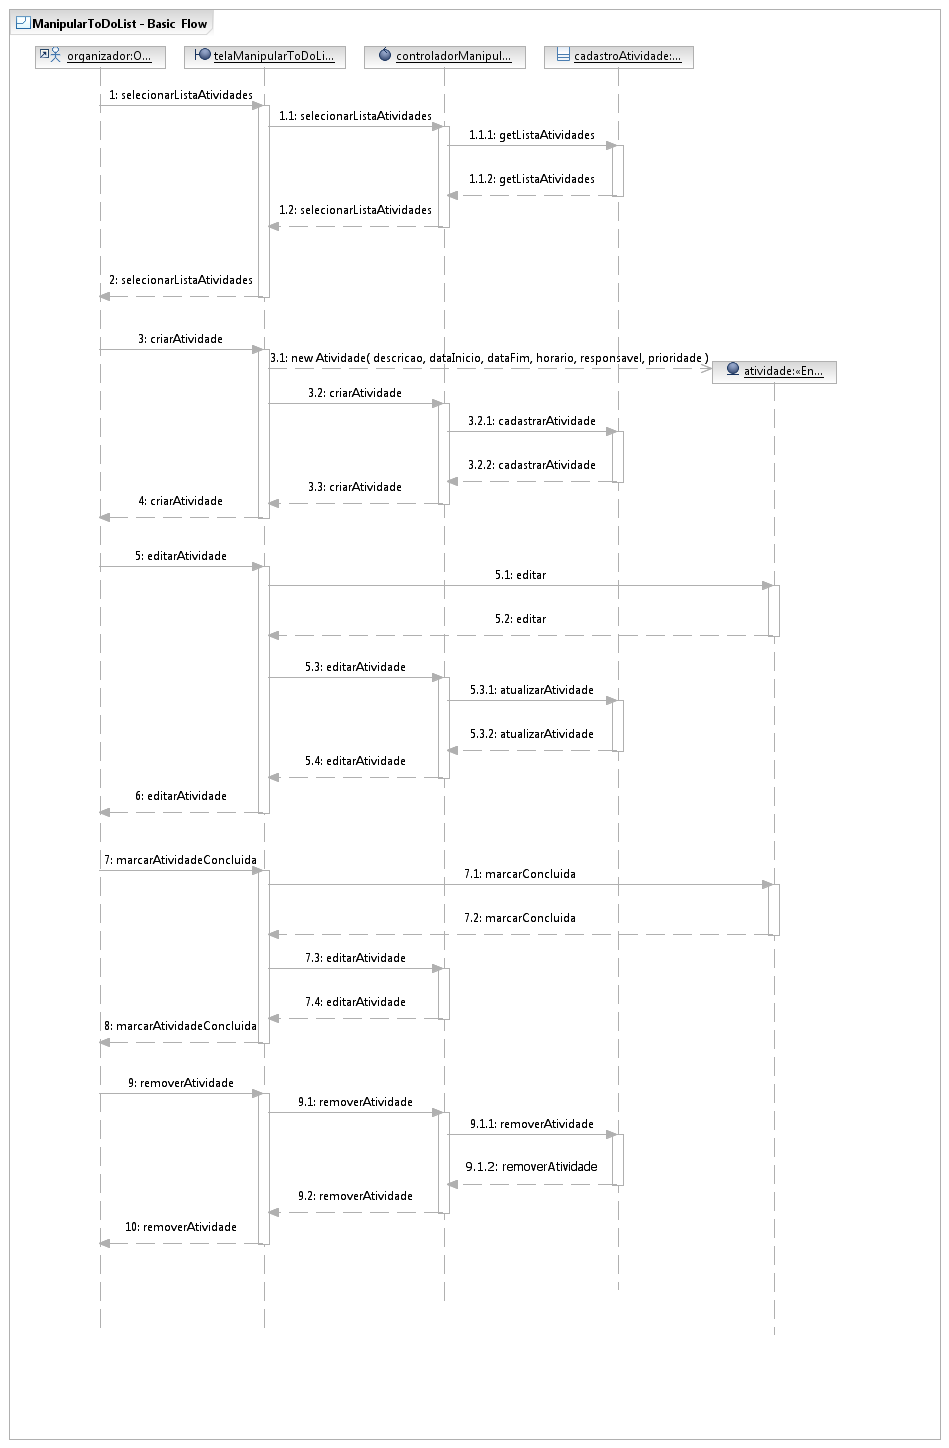 ManipularToDoList - Basic Flow
organizador:O...
telaManipularToDoLi...
controladorManipul...
cadastroAtividade:...
1: selecionarListaAtividades
1.1: selecionarListaAtividades
1.1.1: getListaAtividades
1.1.2: getListaAtividades
1.2: selecionarListaAtividades
2: selecionarListaAtividades
3: criarAtividade
3.1: new Atividade( descricao, dataInicio, dataFim, horario, responsavel, prioridade )
atividade:«En...
3.2: criarAtividade
3.2.1: cadastrarAtividade
3.2.2: cadastrarAtividade
3.3: criarAtividade
4: criarAtividade
5: editarAtividade
5.1: editar
5.2: editar
5.3: editarAtividade
5.3.1: atualizarAtividade
5.3.2: atualizarAtividade
5.4: editarAtividade
6: editarAtividade
7: marcarAtividadeConcluida
7.1: marcarConcluida
7.2: marcarConcluida
7.3: editarAtividade
7.4: editarAtividade
8: marcarAtividadeConcluida
9: removerAtividade
9.1: removerAtividade
9.1.1: removerAtividade
9.1.2: removerAtividade
9.2: removerAtividade
10: removerAtividade